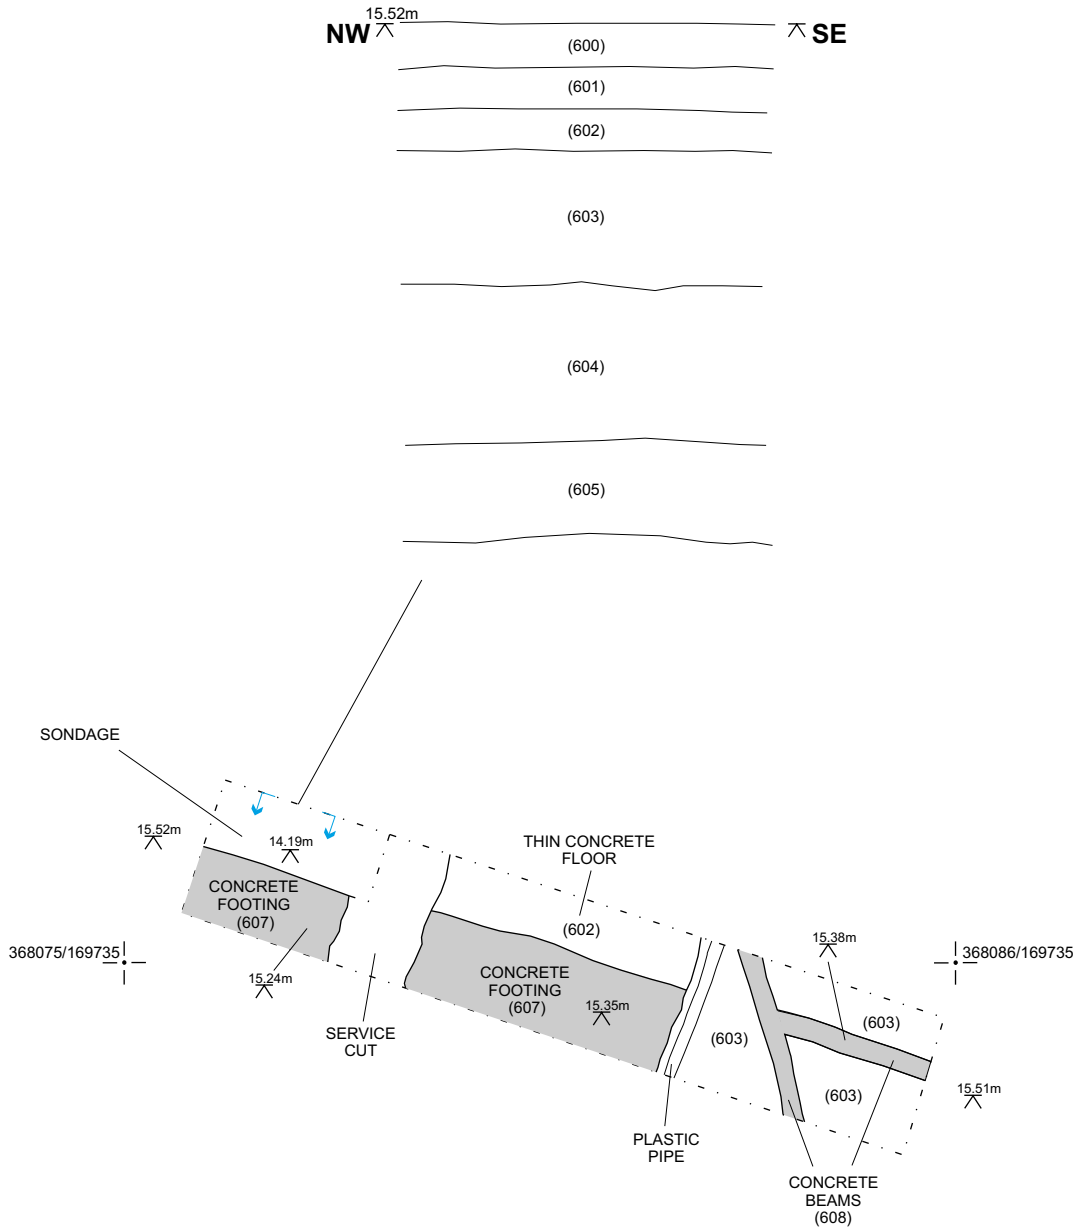 15.52m
NW
SE
(600)
(601)
(602)
(603)
(604)
(605)
SONDAGE
15.52m
14.19m
THIN CONCRETE
FLOOR
CONCRETE
FOOTING
(607)
(602)
15.38m
368075/169735
368086/169735
15.24m
CONCRETE
FOOTING
(607)
15.35m
(603)
(603)
SERVICE
CUT
(603)
15.51m
PLASTIC
PIPE
CONCRETE
BEAMS
(608)